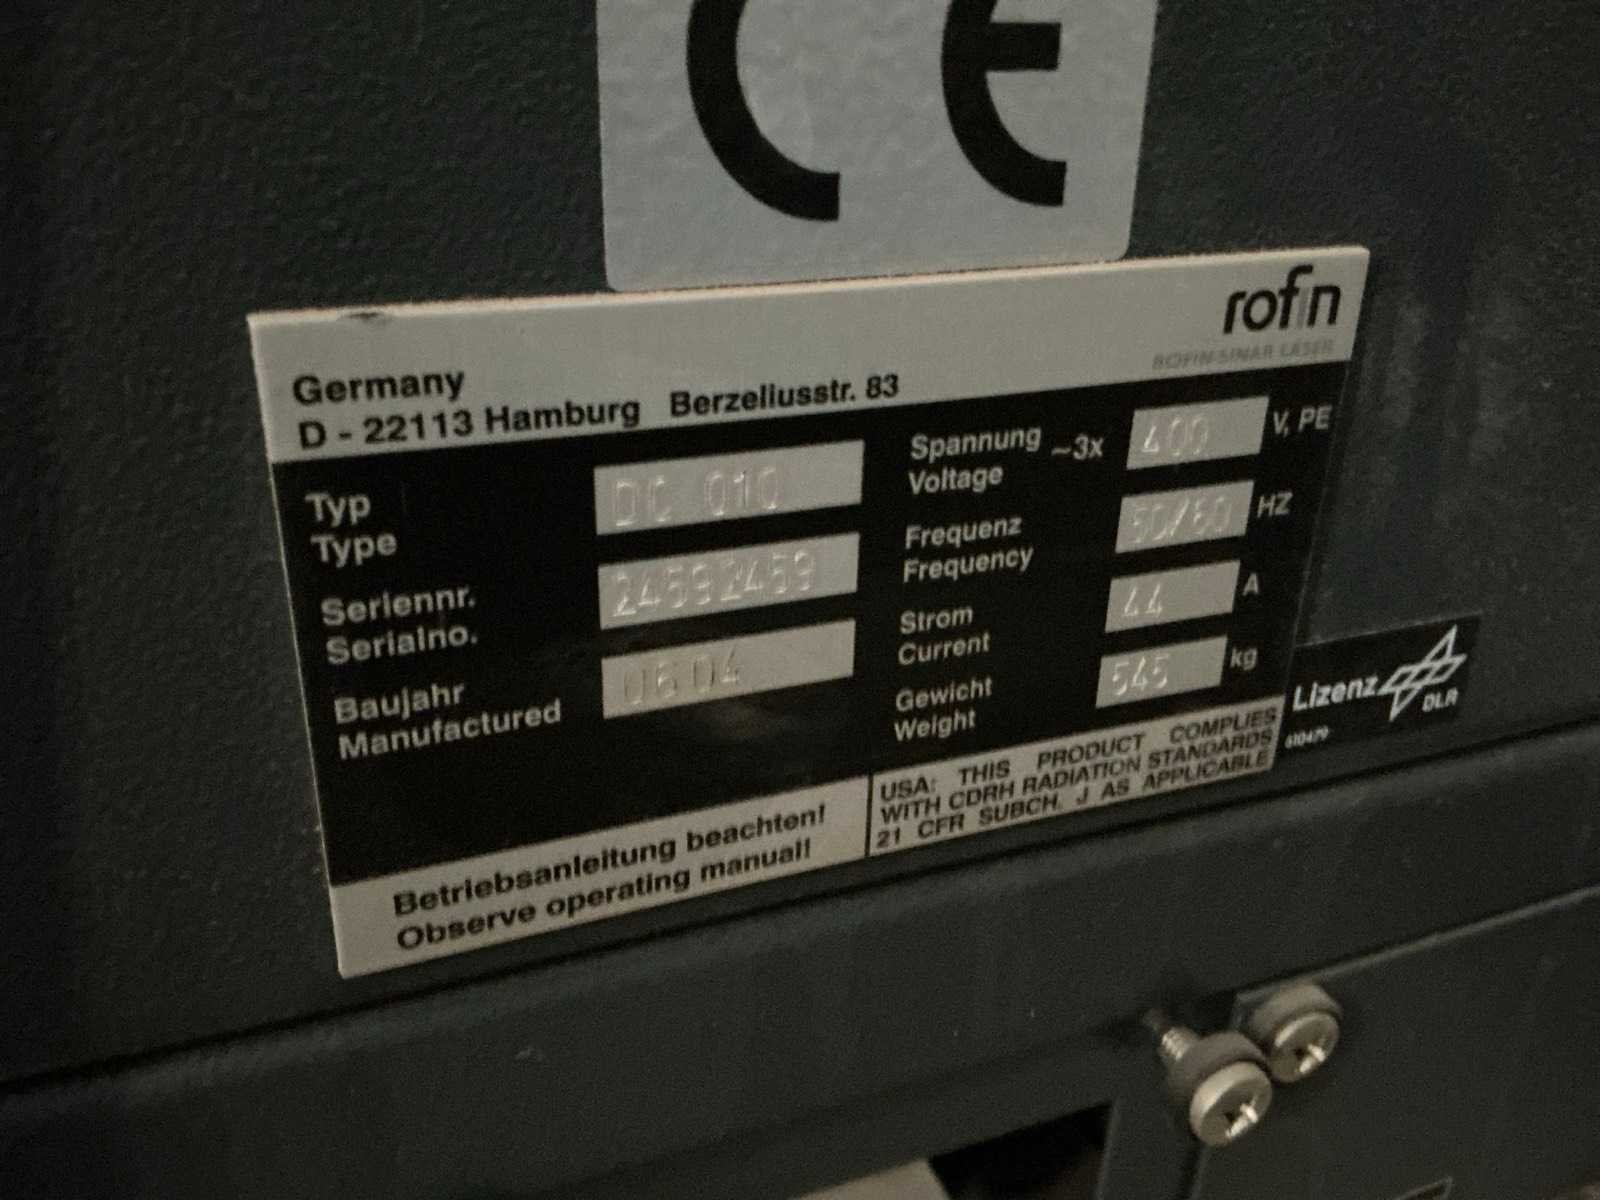 CE
rofin
ROFIN-SINAR LASER
Germany
D - 22113 Hamburg Berzeliusstr. 83
Typ
Type
DC 010
Seriennr.
Serialno.
24592459
Baujahr
Manufactured
0604
Spannung
Voltage
~3x 400 V, PE
Frequenz
Frequency
50/60 HZ
Strom
Current
44 A
Gewicht
Weight
545 kg
Betriebsanleitung beachten!
Observe operating manual!
USA: THIS PRODUCT COMPLIES
WITH CDRH RADIATION STANDARDS
21 CFR SUBCH. J AS APPLICABLE
Lizenz DLR
610479